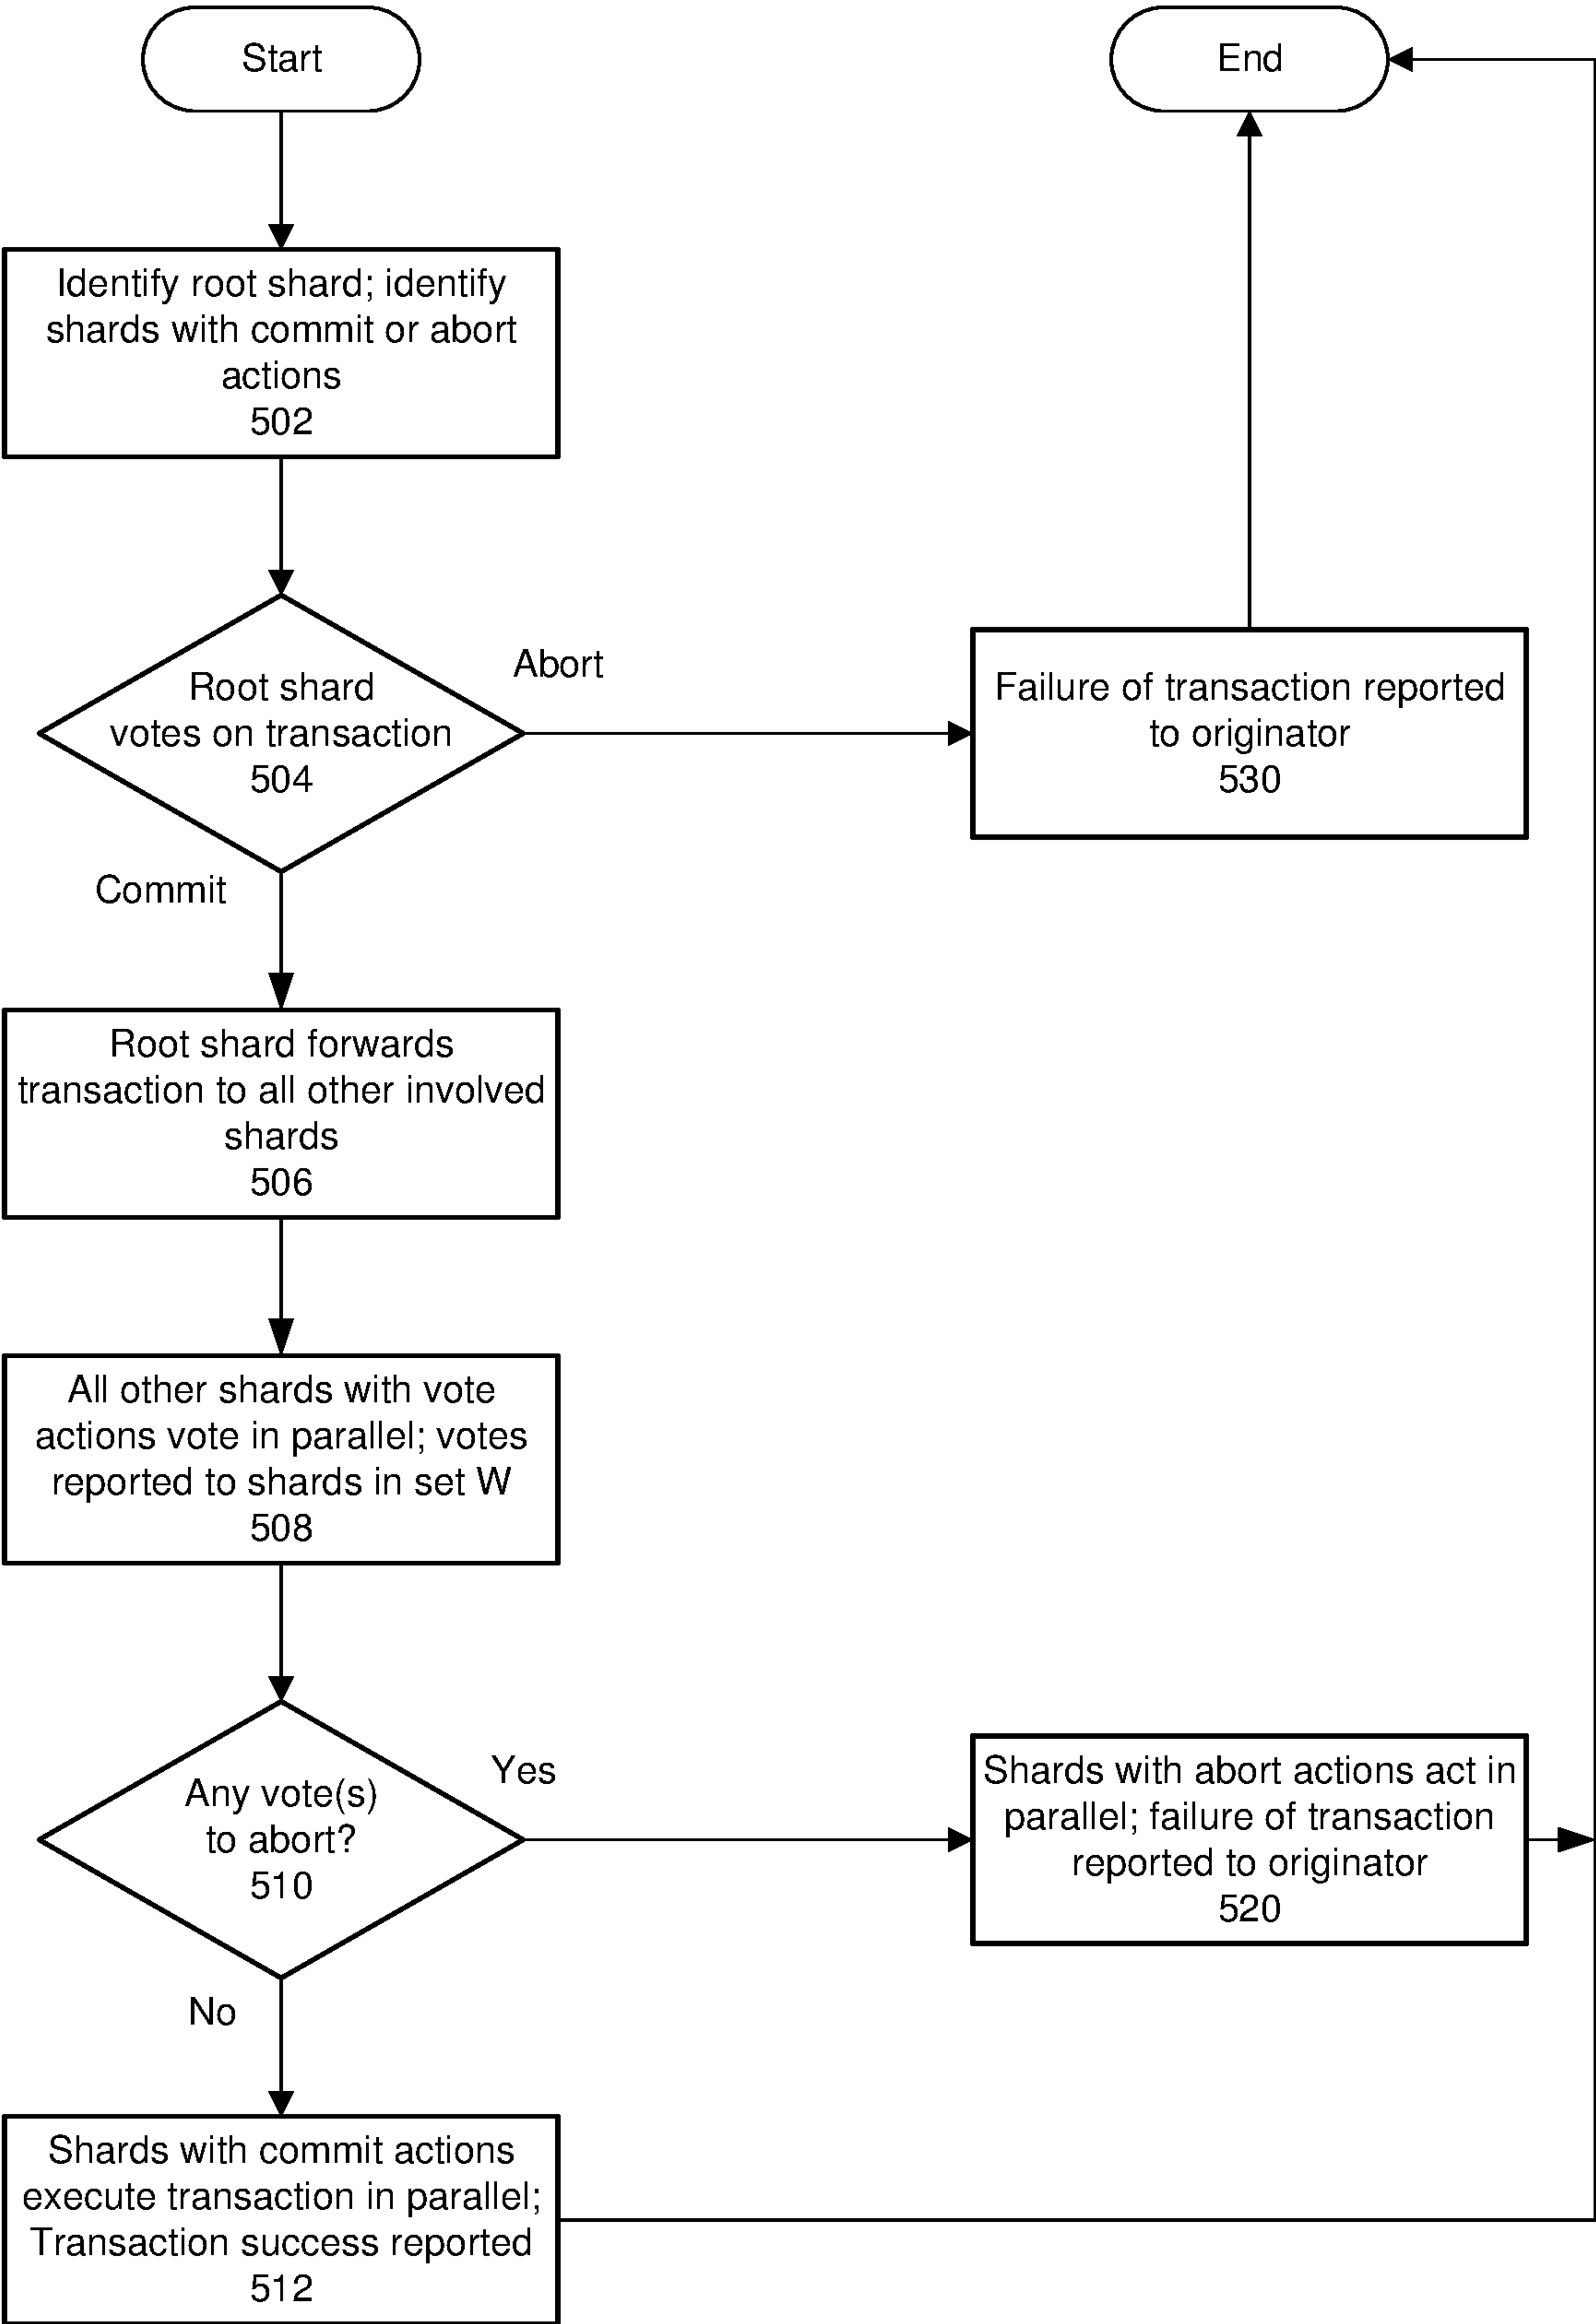 Start
End
Identify root shard; identify
shards with commit or abort
actions
502
Root shard
votes on transaction
504
Abort
Failure of transaction reported
to originator
530
Commit
Root shard forwards
transaction to all other involved
shards
506
All other shards with vote
actions vote in parallel; votes
reported to shards in set W
508
Any vote(s)
to abort?
510
Yes
Shards with abort actions act in
parallel; failure of transaction
reported to originator
520
No
Shards with commit actions
execute transaction in parallel;
Transaction success reported
512